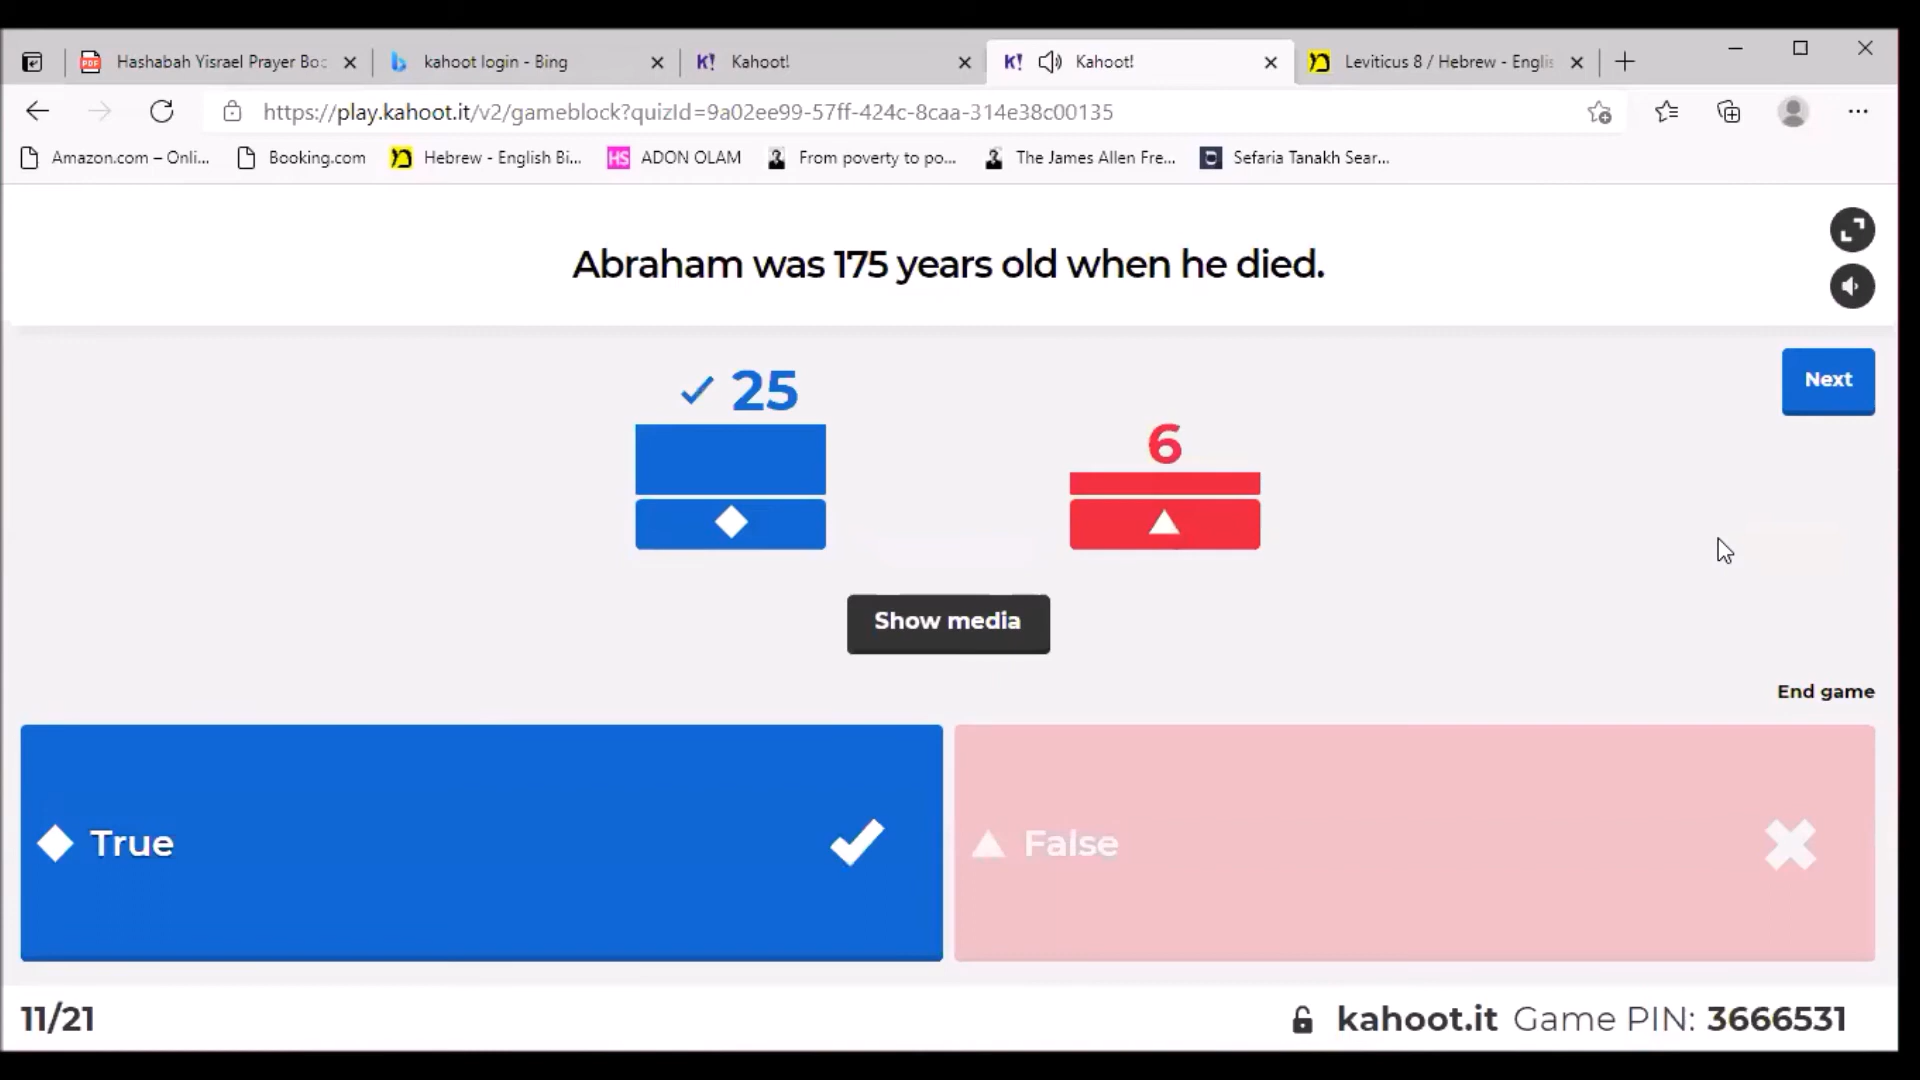 Hashabah Yisrael Prayer Bo
kahoot login - Bing
K! Kahoot!
K! Kahoot!
Leviticus 8 / Hebrew - Englis
https://play.kahoot.it/v2/gameblock?quizId=9a02ee99-57ff-424c-8caa-314e38c00135
Amazon.com – Onli...
Booking.com
Hebrew - English Bi...
HS ADON OLAM
From poverty to po...
The James Allen Fre...
Sefaria Tanakh Sear...
Abraham was 175 years old when he died.
Next
25
6
Show media
End game
True
False
11/21
kahoot.it Game PIN: 3666531